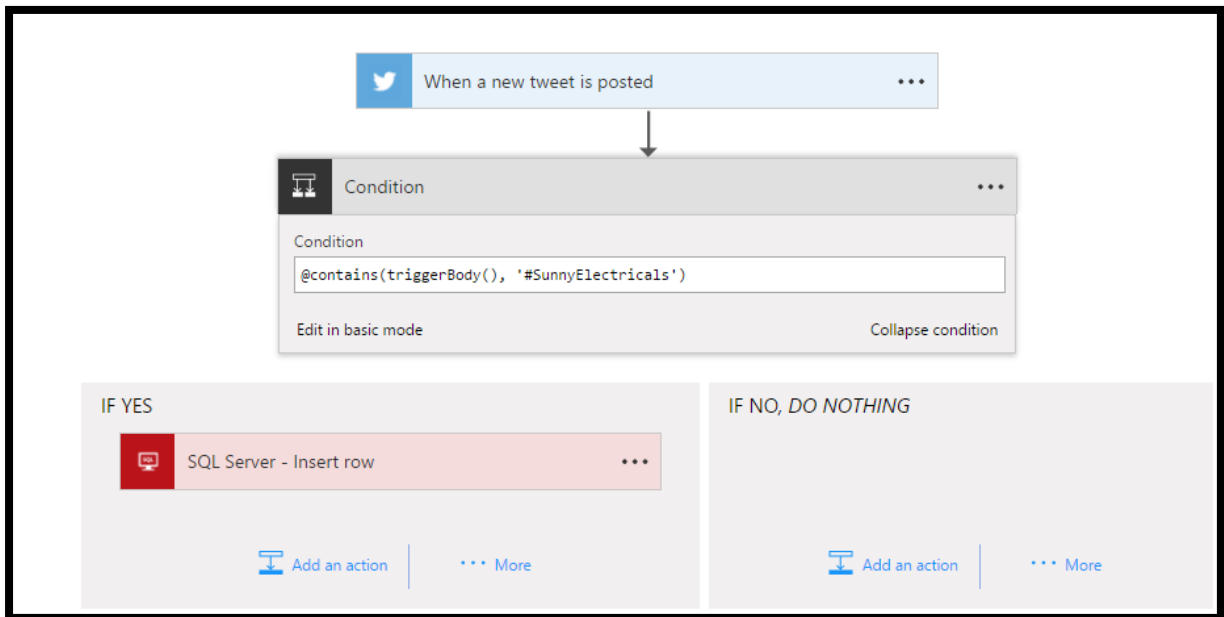 When a new tweet is posted
Condition
Condition
@contains(triggerBody(), '#SunnyElectricals')
Edit in basic mode
Collapse condition
IF YES
SQL Server - Insert row
Add an action
More
IF NO, DO NOTHING
Add an action
More